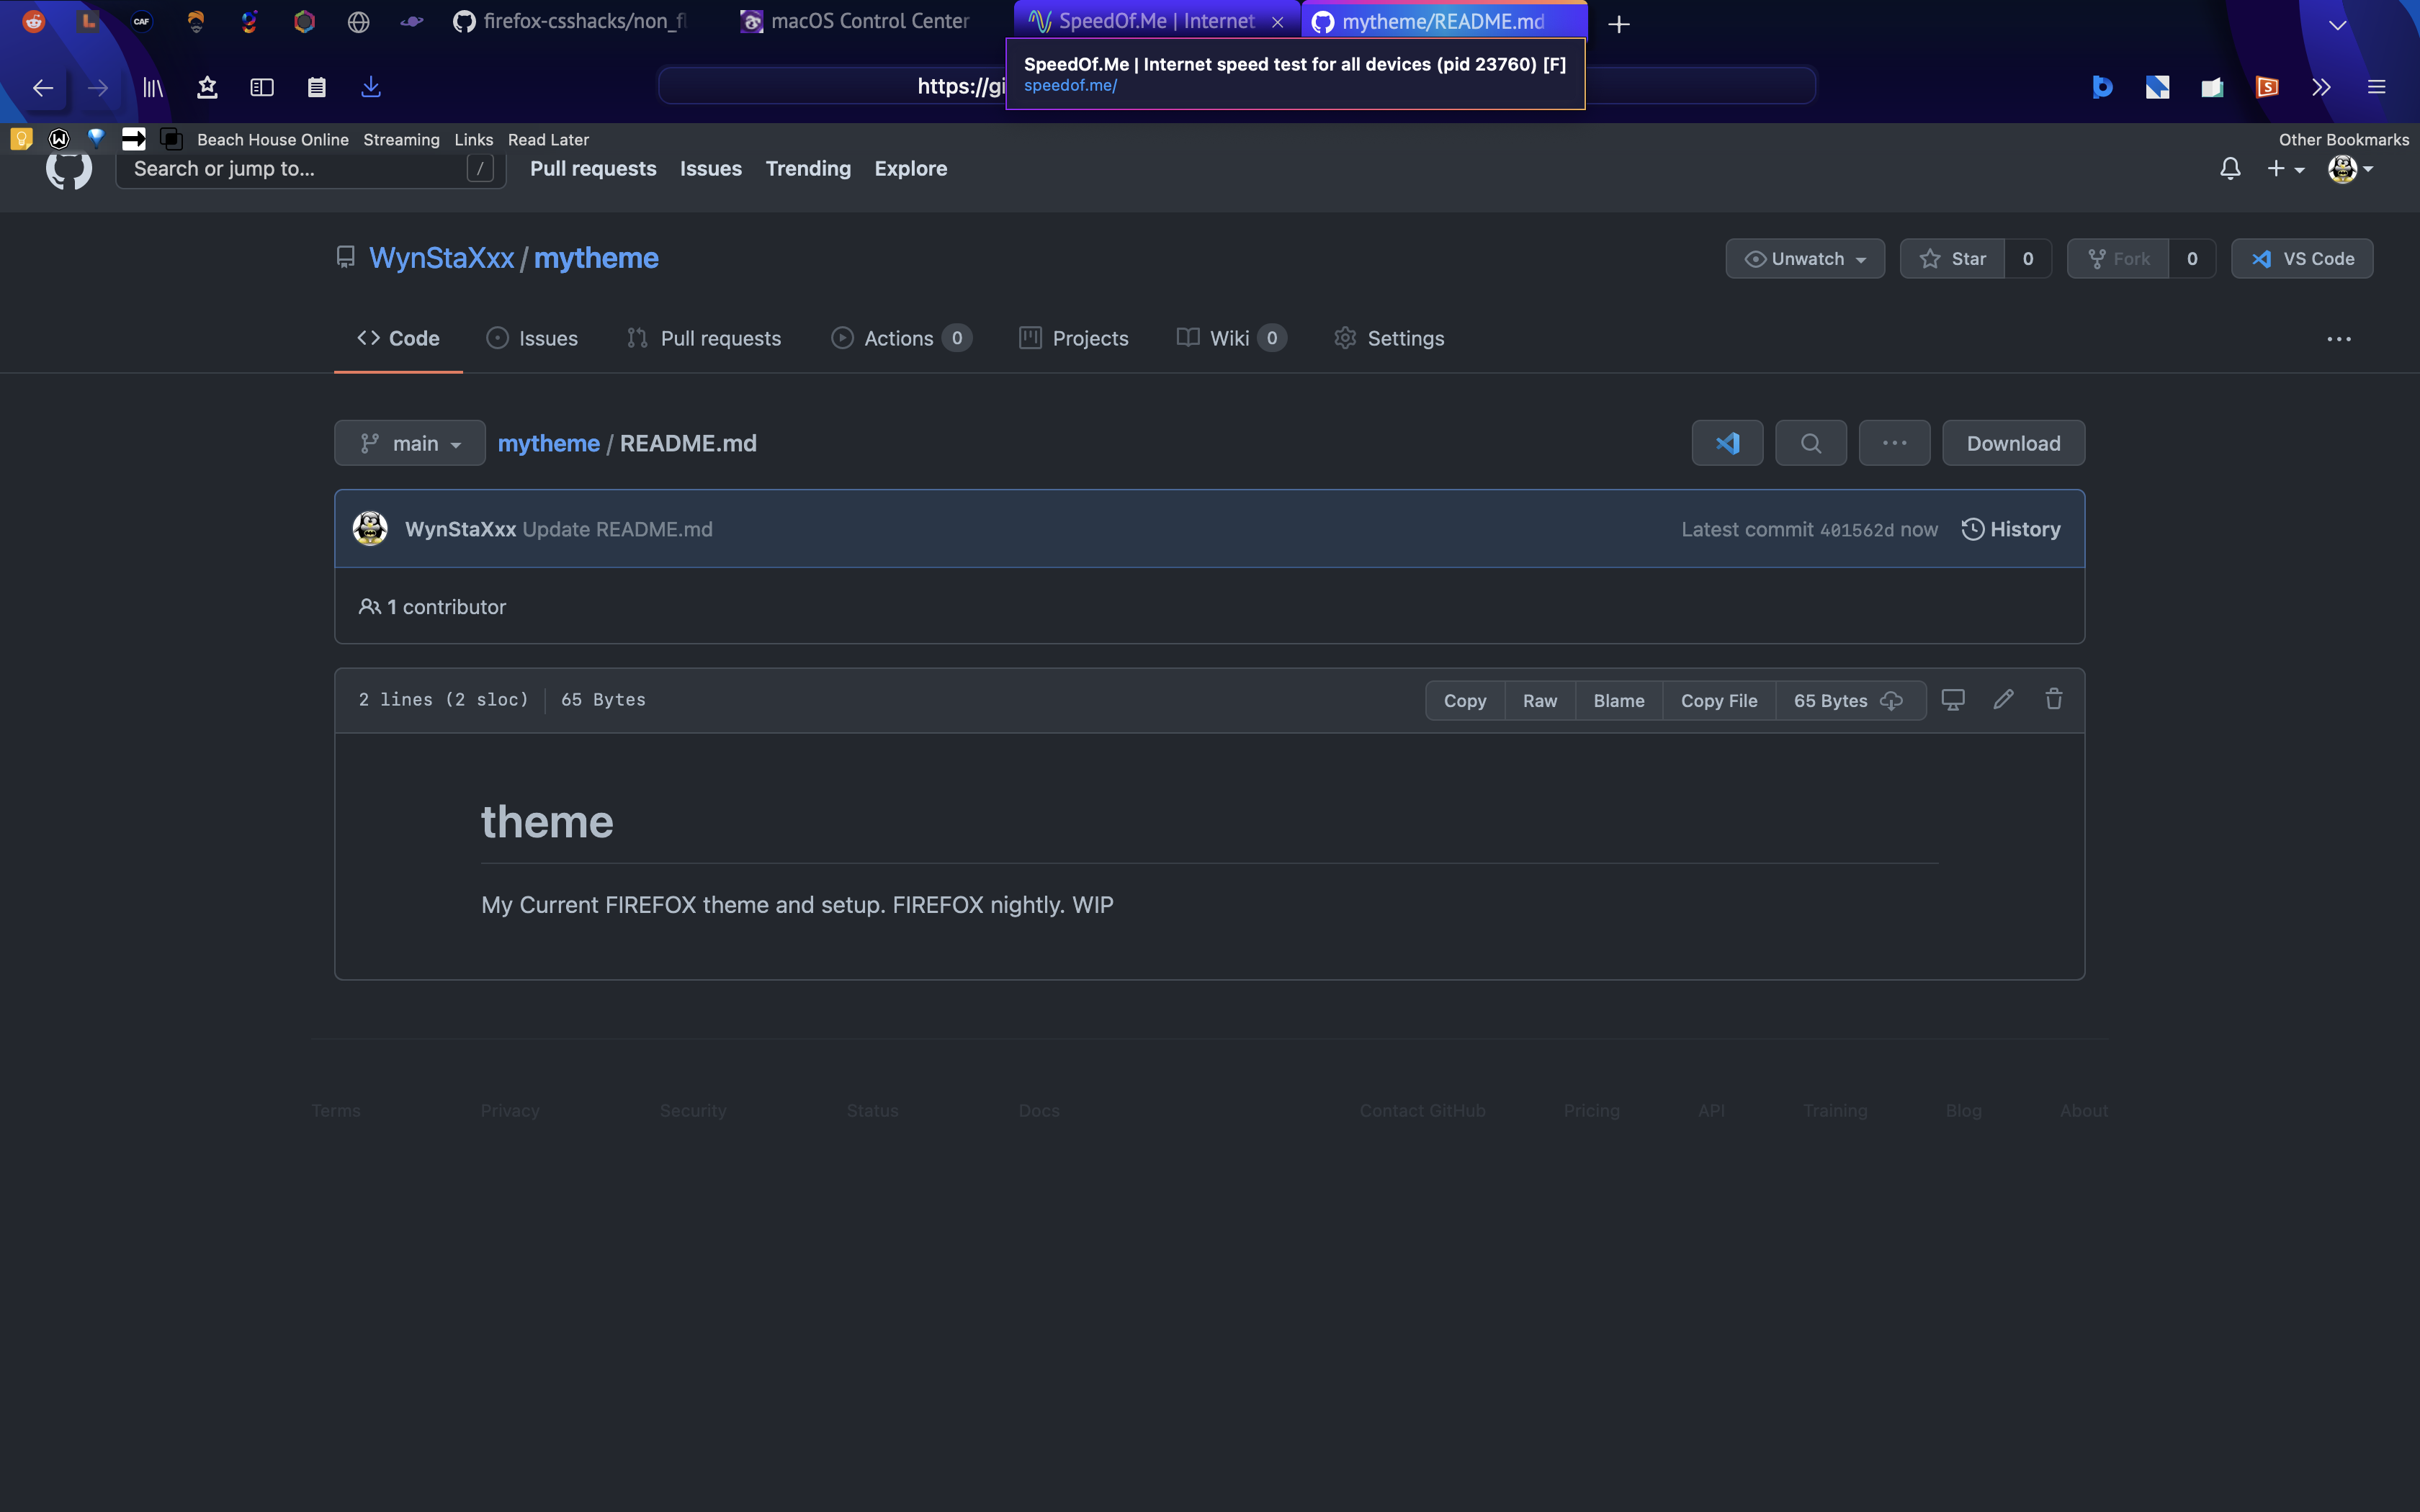 CAF
firefox-csshacks/non_fl
macOS Control Center
SpeedOf.Me | Internet
mytheme/README.md
SpeedOf.Me | Internet speed test for all devices (pid 23760) [F]
speedof.me/
https://gi
Beach House Online Streaming Links Read Later
Other Bookmarks
Search or jump to... /
Pull requests Issues Trending Explore
WynStaXxx / mytheme
Unwatch Star 0 Fork 0 VS Code
Code Issues Pull requests Actions 0 Projects Wiki 0 Settings
main mytheme / README.md
Download
WynStaXxx Update README.md
Latest commit 401562d now History
1 contributor
2 lines (2 sloc) 65 Bytes
Copy Raw Blame Copy File 65 Bytes
theme
My Current FIREFOX theme and setup. FIREFOX nightly. WIP
Terms Privacy Security Status Docs Contact GitHub Pricing API Training Blog About